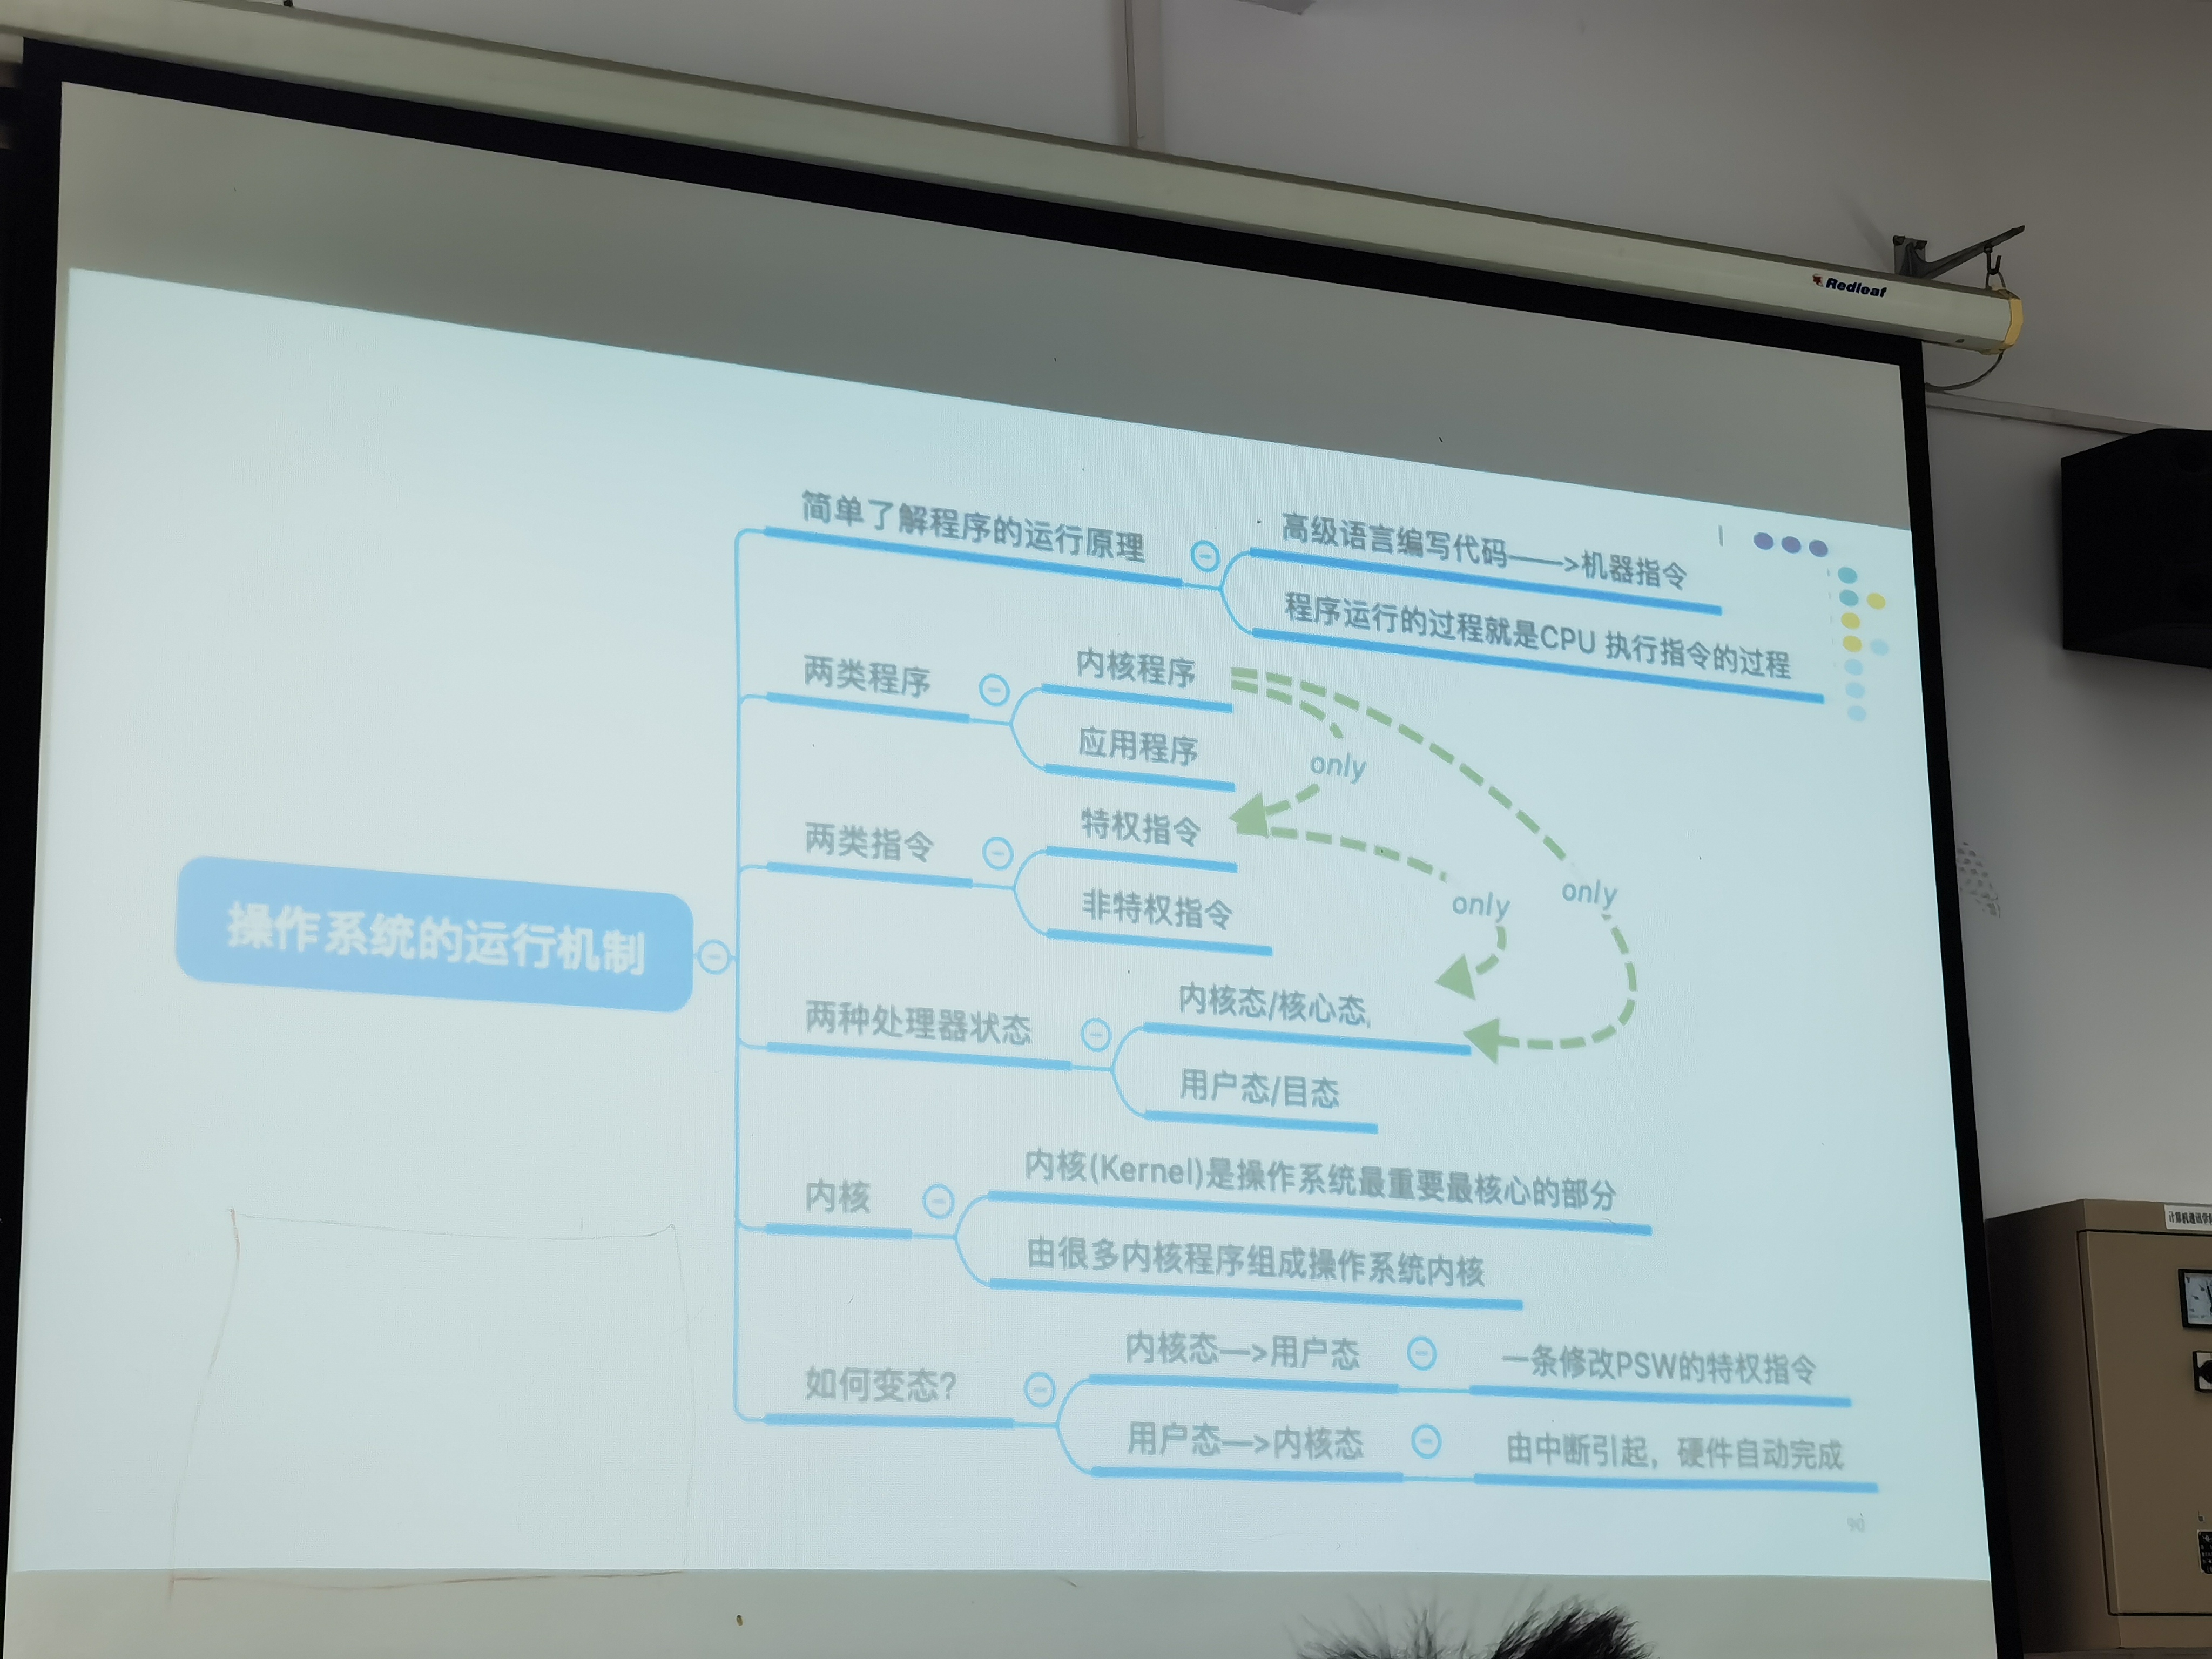 Redleaf
简单了解程序的运行原理
高级语言编写代码——>机器指令
程序运行的过程就是CPU 执行指令的过程
两类程序
内核程序
应用程序
only
两类指令
特权指令
非特权指令
only
only
操作系统的运行机制
两种处理器状态
内核态/核心态
用户态/目态
内核
内核(Kernel)是操作系统最重要最核心的部分
由很多内核程序组成操作系统内核
如何变态?
内核态—>用户态
一条修改PSW的特权指令
用户态—>内核态
由中断引起，硬件自动完成